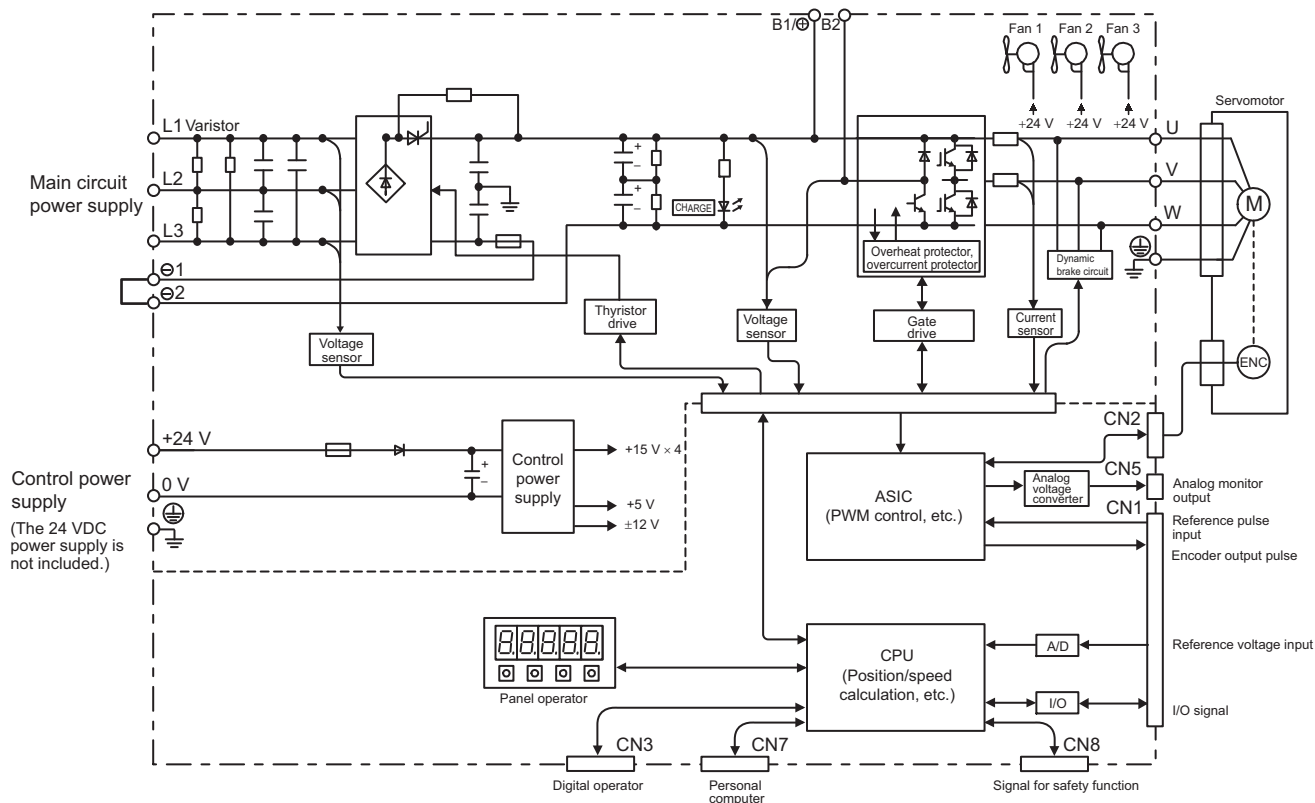 B1/⊕ B2
Fan 1 Fan 2 Fan 3
+24 V +24 V +24 V
Servomotor
L1 Varistor
L2
L3
Main circuit
power supply
⊖1
⊖2
+
–
+
–
CHARGE
Overheat protector,
overcurrent protector
U
V
W
M
Dynamic
brake circuit
Voltage
sensor
Thyristor
drive
Voltage
sensor
Gate
drive
Current
sensor
ENC
CN2
+24 V
0 V
Control power
supply
(The 24 VDC
power supply is
not included.)
+
–
Control
power
supply
+15 V × 4
+5 V
±12 V
ASIC
(PWM control, etc.)
Analog
voltage
converter
CN5
Analog monitor
output
CN1
Reference pulse
input
Encoder output pulse
8.8.8.8.8.
Panel operator
CPU
(Position/speed
calculation, etc.)
A/D
Reference voltage input
I/O
I/O signal
CN3
Digital operator
CN7
Personal
computer
CN8
Signal for safety function